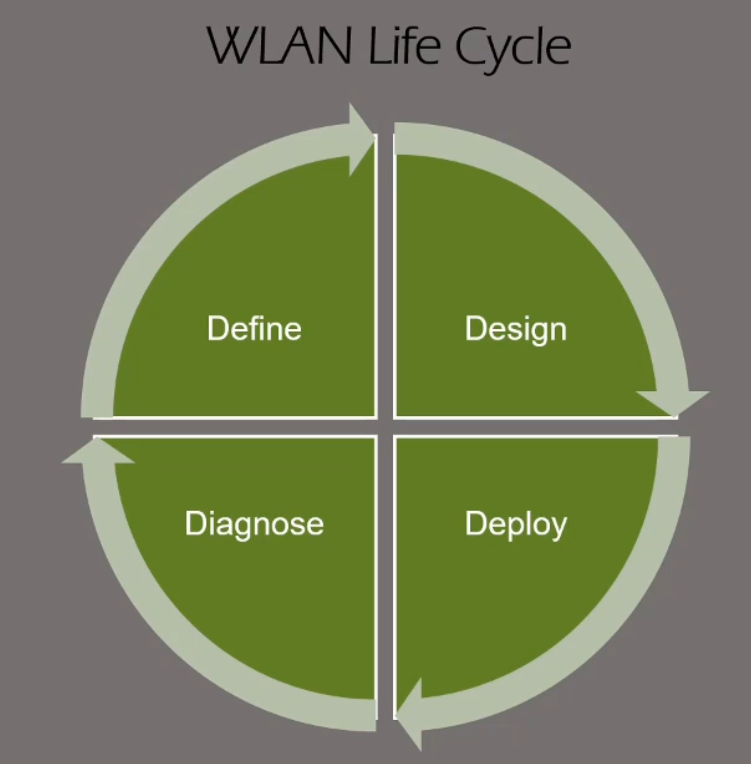 WLAN Life Cycle
Define
Design
Diagnose
Deploy